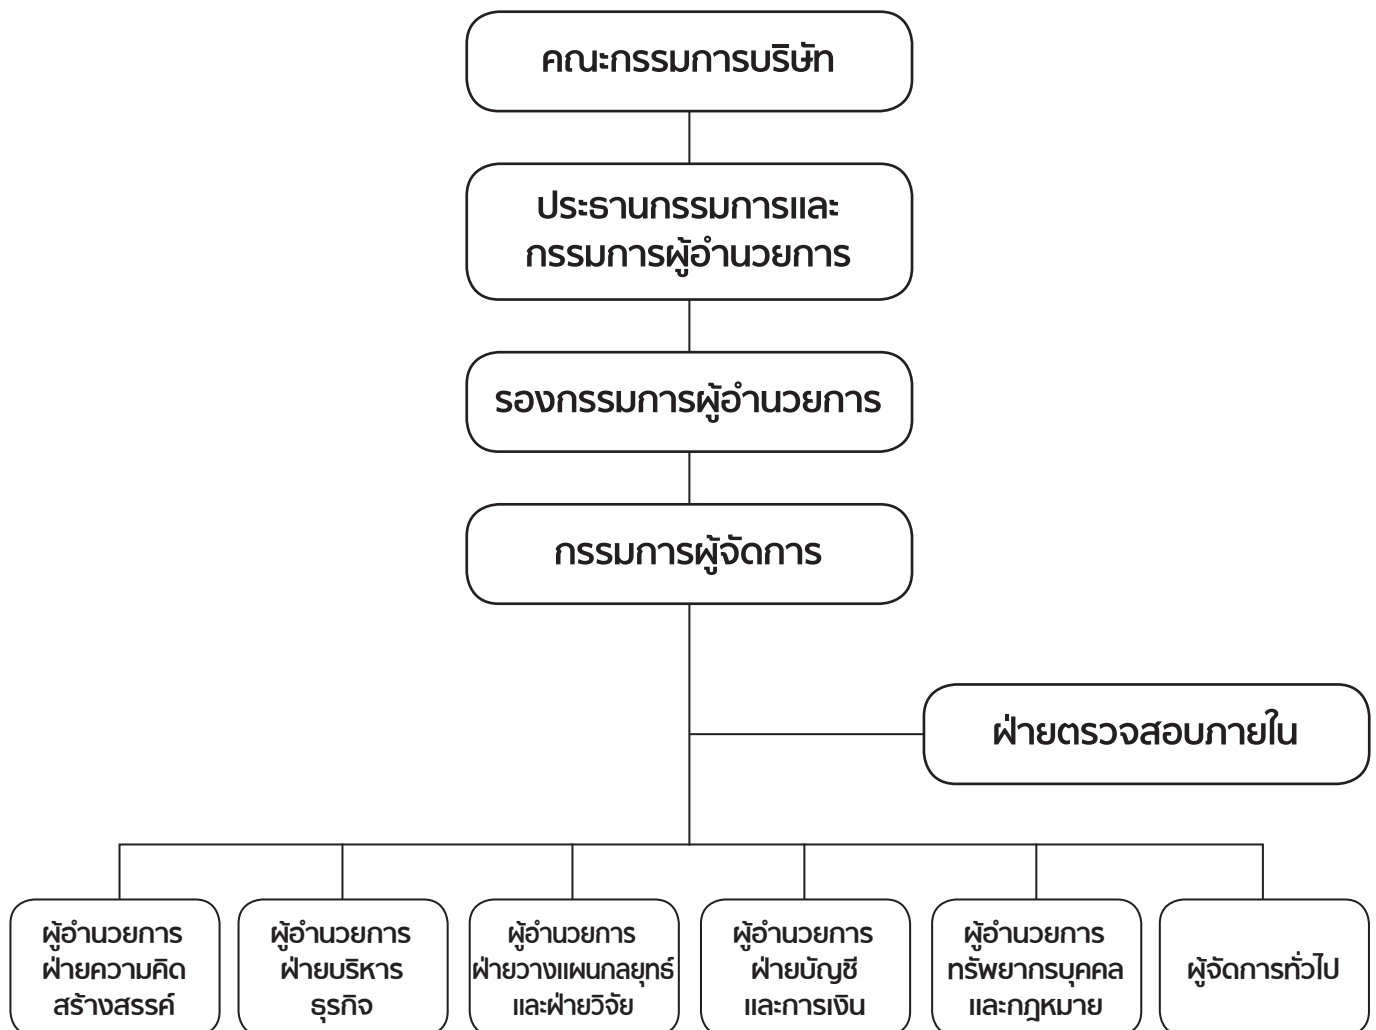 คณะกรรมการบริษัท
ประธานกรรมการและ
กรรมการผู้อำนวยการ
รองกรรมการผู้อำนวยการ
กรรมการผู้จัดการ
ฝ่ายตรวจสอบภายใน
ผู้อำนวยการ
ฝ่ายความคิด
สร้างสรรค์
ผู้อำนวยการ
ฝ่ายบริหาร
ธุรกิจ
ผู้อำนวยการ
ฝ่ายวางแผนกลยุทธ์
และฝ่ายวิจัย
ผู้อำนวยการ
ฝ่ายบัญชี
และการเงิน
ผู้อำนวยการ
ทรัพยากรบุคคล
และกฎหมาย
ผู้จัดการทั่วไป